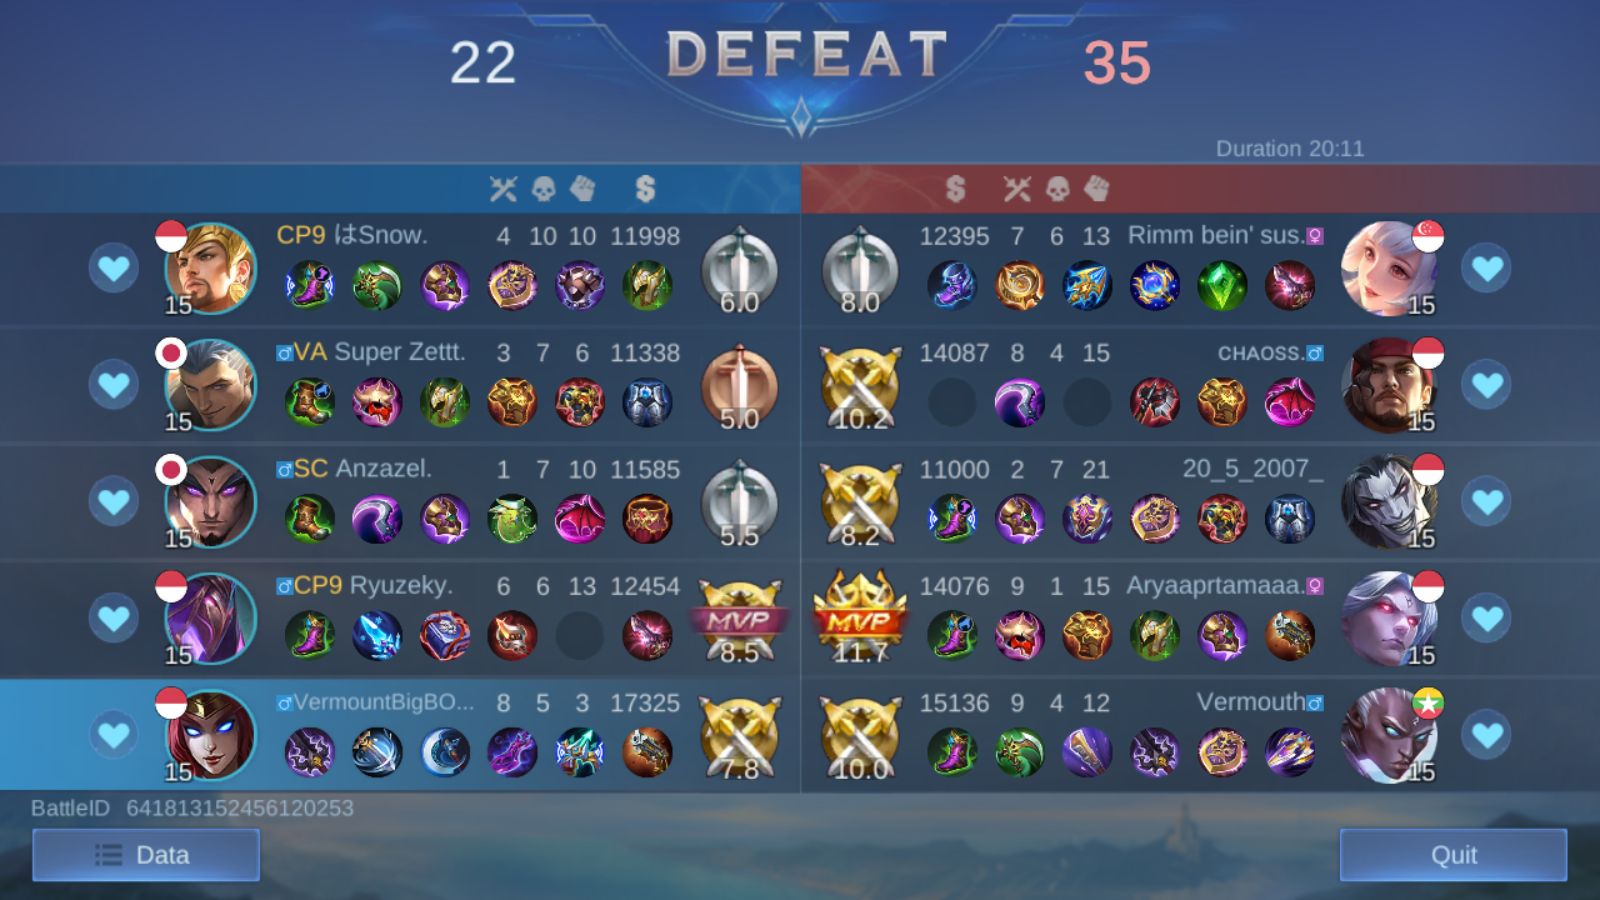 22 DEFEAT 35
Duration 20:11
CP9 はSnow. 4 10 10 11998
15 6.0
12395 7 6 13 Rimm bein' sus.
8.0 15
VA Super Zettt. 3 7 6 11338
15 5.0
14087 8 4 15 CHAOSS.
10.2 15
SC Anzazel. 1 7 10 11585
15 5.5
11000 2 7 21 20_5_2007_
8.2 15
CP9 Ryuzeky. 6 6 13 12454
15 MVP 8.5
14076 9 1 15 Aryaaprtamaaa.
MVP 11.7 15
VermountBigBO... 8 5 3 17325
15 7.8
15136 9 4 12 Vermouth
10.0 15
BattleID 641813152456120253
Data
Quit